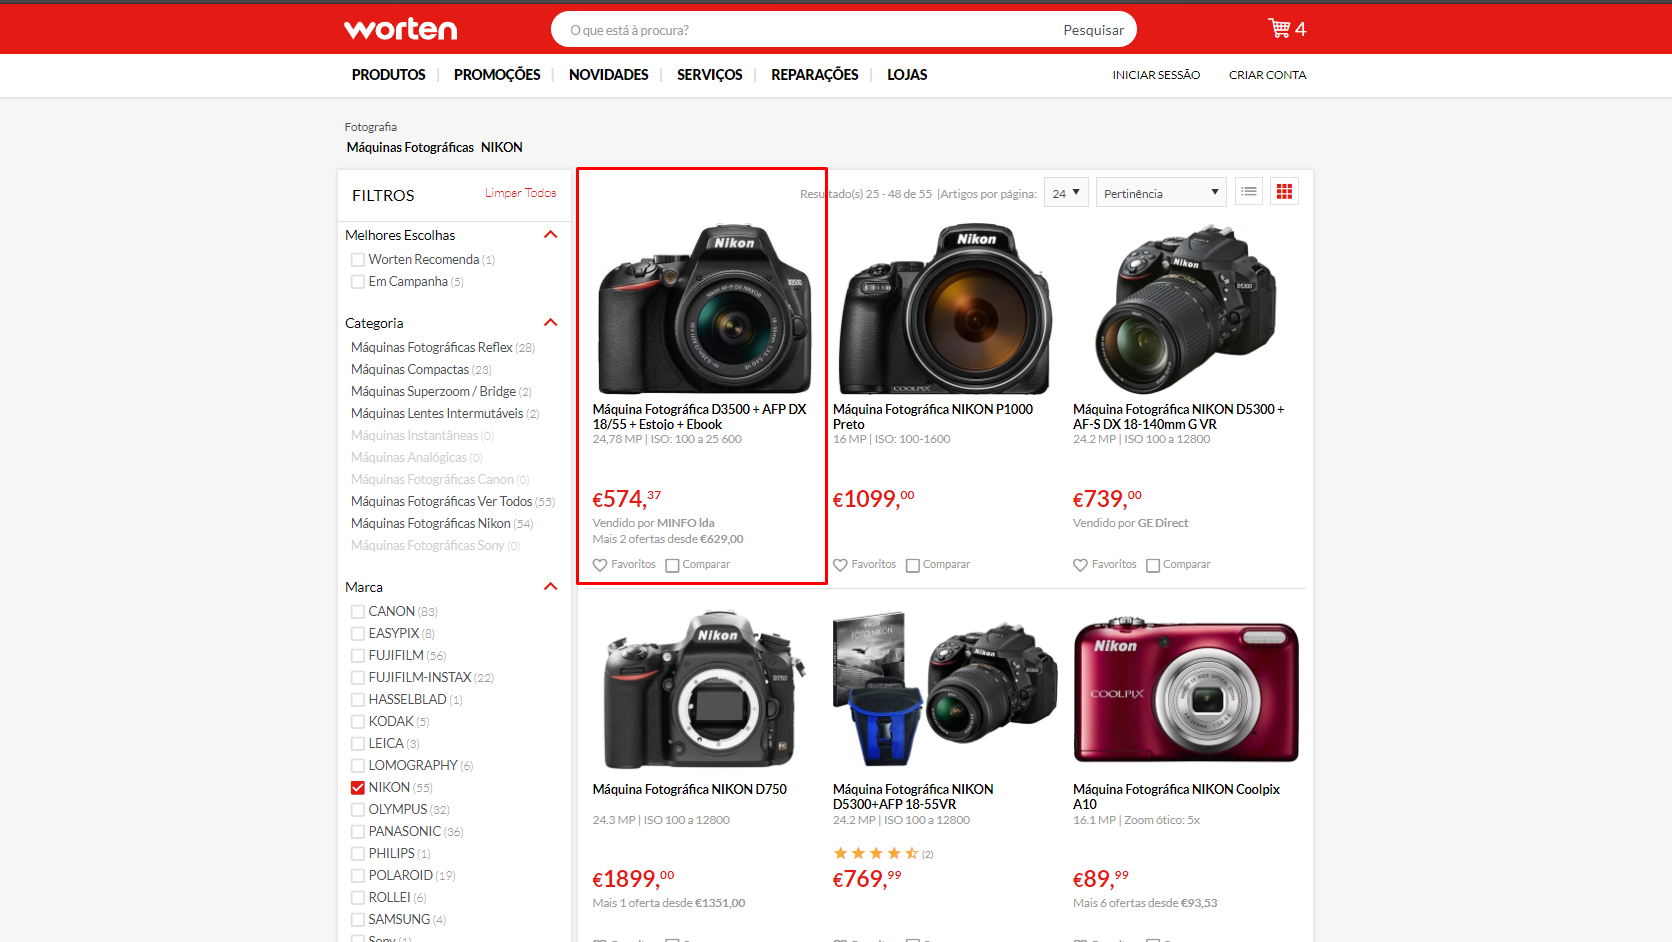 worten
O que está à procura?
Pesquisar
4
PRODUTOS
PROMOÇÕES
NOVIDADES
SERVIÇOS
REPARAÇÕES
LOJAS
INICIAR SESSÃO
CRIAR CONTA
Fotografia
Máquinas Fotográficas NIKON
FILTROS
Limpar Todos
Melhores Escolhas
Worten Recomenda (1)
Em Campanha (5)
Categoria
Máquinas Fotográficas Reflex (28)
Máquinas Compactas (23)
Máquinas Superzoom / Bridge (2)
Máquinas Lentes Intermutáveis (2)
Máquinas Instantâneas (0)
Máquinas Analógicas (0)
Máquinas Fotográficas Canon (0)
Máquinas Fotográficas Ver Todos (55)
Máquinas Fotográficas Nikon (54)
Máquinas Fotográficas Sony (0)
Marca
CANON (83)
EASYPIX (8)
FUJIFILM (56)
FUJIFILM-INSTAX (22)
HASSELBLAD (1)
KODAK (5)
LEICA (3)
LOMOGRAPHY (6)
NIKON (55)
OLYMPUS (32)
PANASONIC (36)
PHILIPS (1)
POLAROID (19)
ROLLEI (6)
SAMSUNG (4)
Sony (1)
Resultado(s) 25 - 48 de 55 |Artigos por página:
24
Pertinência
Nikon
D3500
Máquina Fotográfica D3500 + AFP DX
18/55 + Estojo + Ebook
24,78 MP | ISO: 100 a 25 600
€574,37
Vendido por MINFO lda
Mais 2 ofertas desde €629,00
Favoritos
Comparar
Nikon
COOLPIX
Máquina Fotográfica NIKON P1000
Preto
16 MP | ISO: 100-1600
€1099,00
Favoritos
Comparar
Nikon
D5300
Máquina Fotográfica NIKON D5300 +
AF-S DX 18-140mm G VR
24.2 MP | ISO 100 a 12800
€739,00
Vendido por GE Direct
Favoritos
Comparar
Nikon
D750
Máquina Fotográfica NIKON D750
24.3 MP | ISO 100 a 12800
€1899,00
Mais 1 oferta desde €1351,00
FOTO NIKON
Nikon
Máquina Fotográfica NIKON
D5300+AFP 18-55VR
24.2 MP | ISO 100 a 12800
(2)
€769,99
Nikon
COOLPIX
Máquina Fotográfica NIKON Coolpix
A10
16.1 MP | Zoom ótico: 5x
€89,99
Mais 6 ofertas desde €93,53